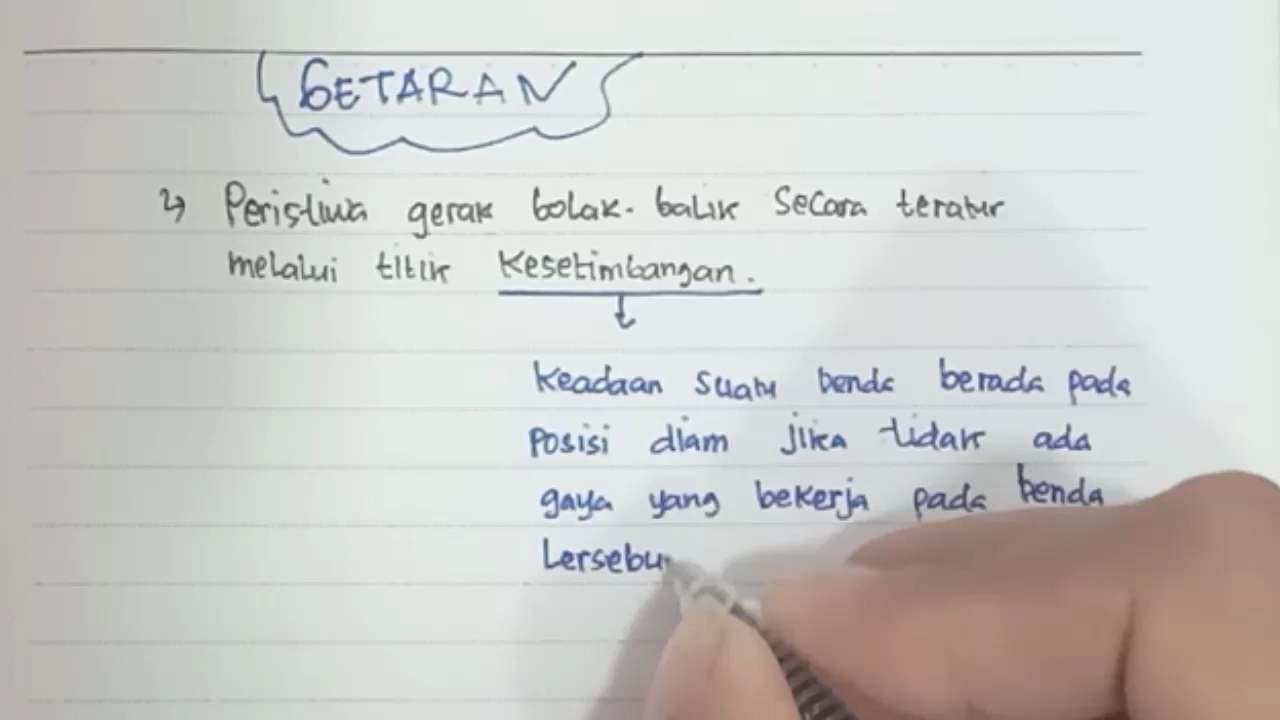 GETARAN
Peristiwa gerak bolak-balik secara teratur
melalui titik kesetimbangan.
keadaan suatu benda berada pada
posisi diam jika tidak ada
gaya yang bekerja pada benda
tersebu